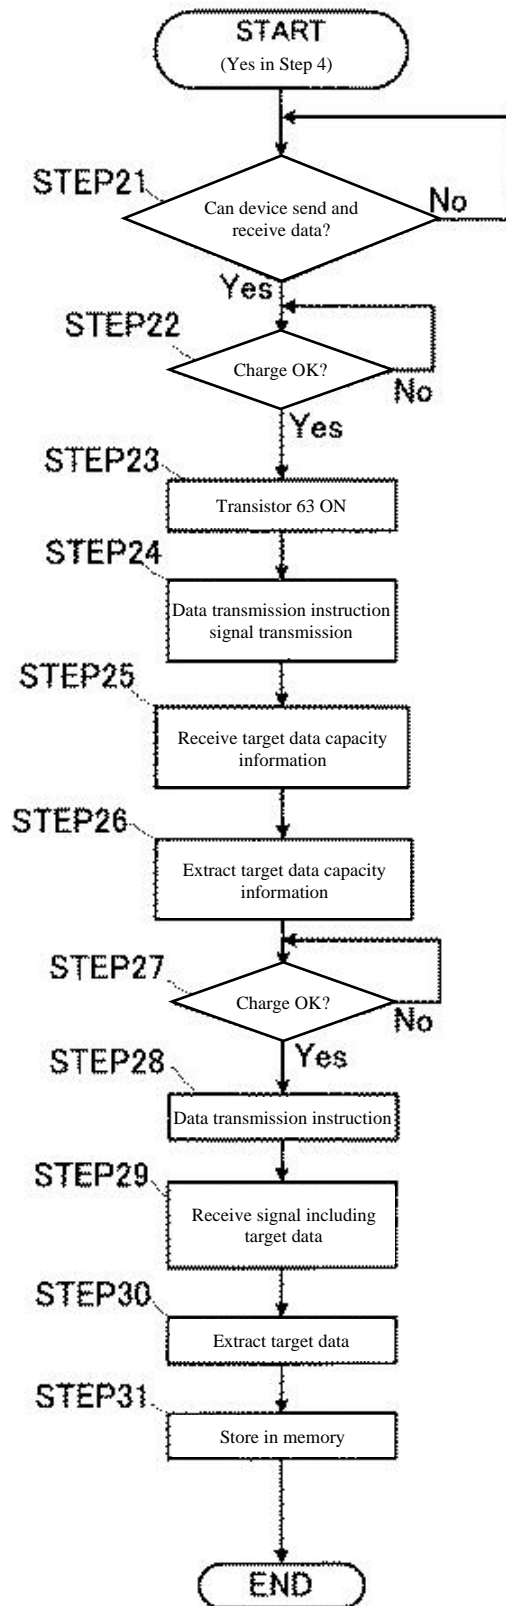 START
(Yes in Step 4)
STEP21
Can device send and
receive data?
No
Yes
STEP22
Charge OK?
No
Yes
STEP23
Transistor 63 ON
STEP24
Data transmission instruction
signal transmission
STEP25
Receive target data capacity
information
STEP26
Extract target data capacity
information
STEP27
Charge OK?
No
Yes
STEP28
Data transmission instruction
STEP29
Receive signal including
target data
STEP30
Extract target data
STEP31
Store in memory
END